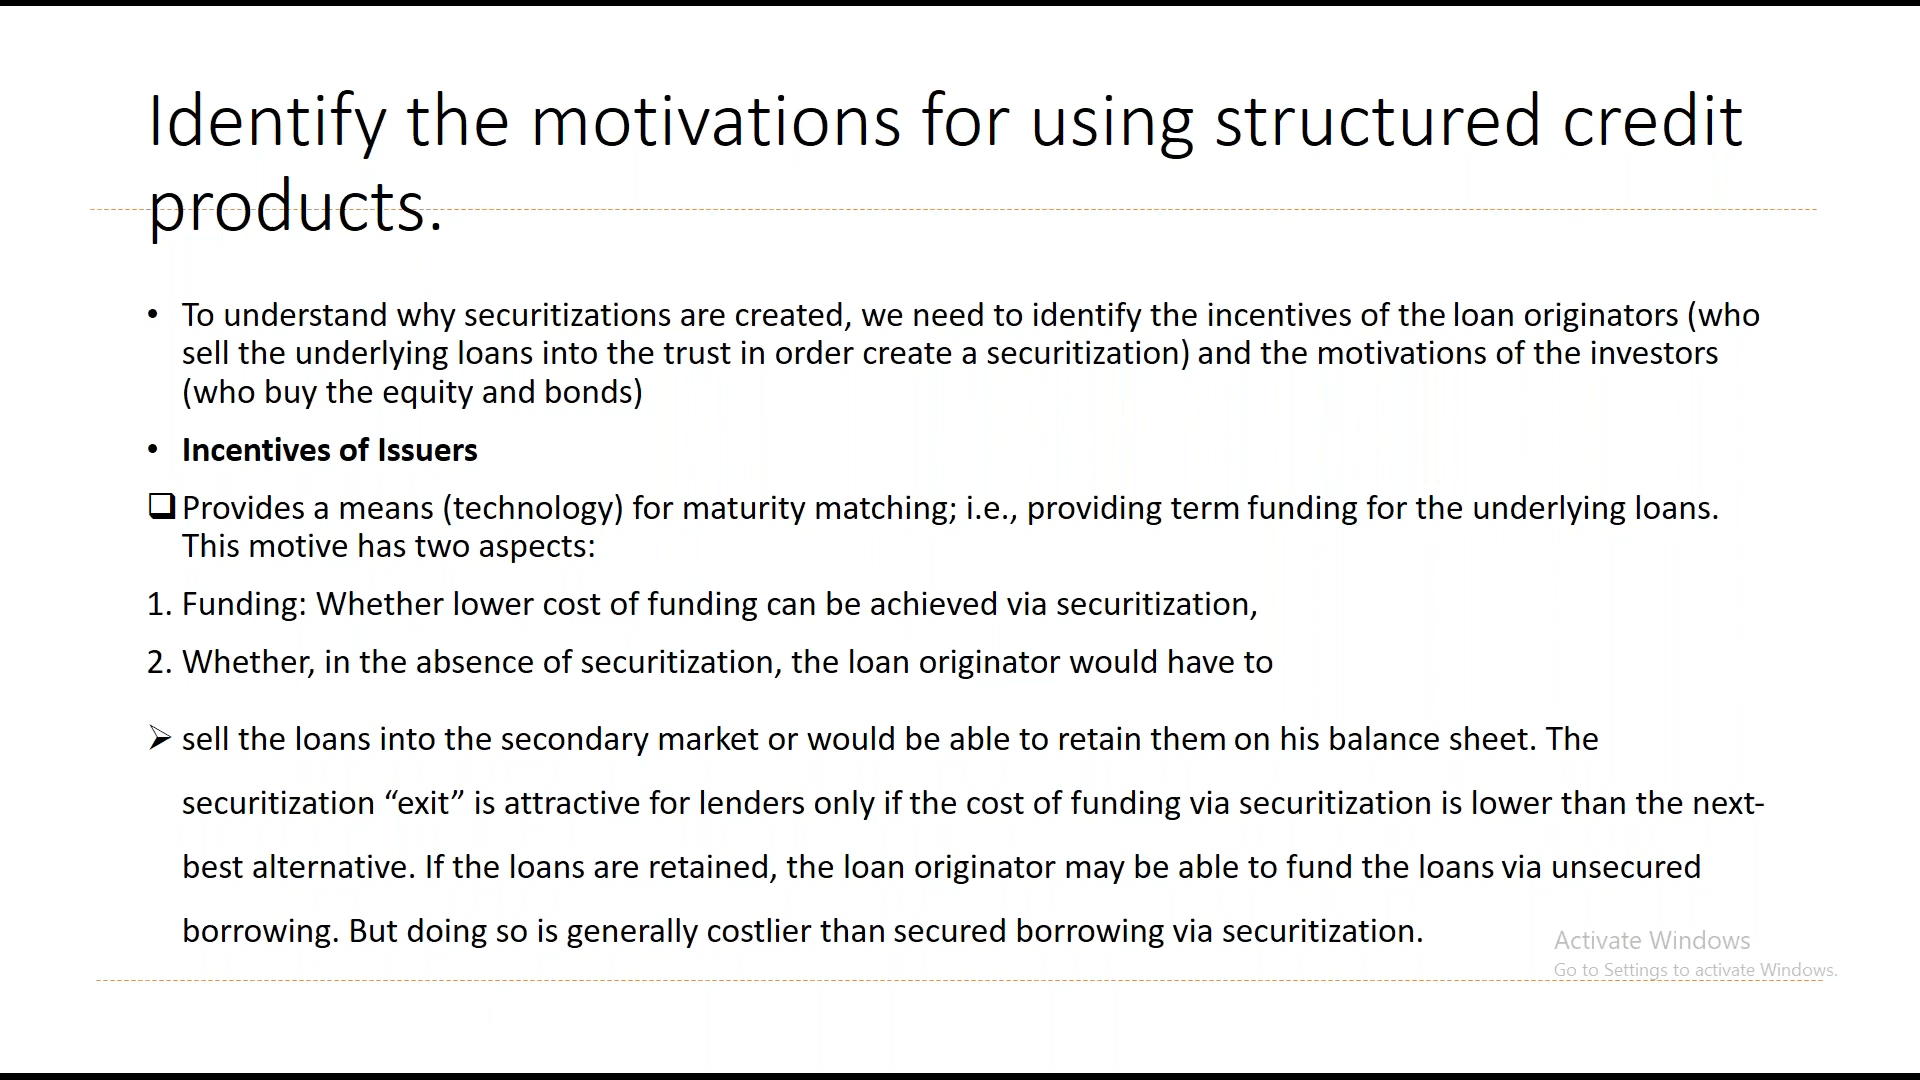 Identify the motivations for using structured credit
products.
• To understand why securitizations are created, we need to identify the incentives of the loan originators (who
sell the underlying loans into the trust in order create a securitization) and the motivations of the investors
(who buy the equity and bonds)
• Incentives of Issuers
❑ Provides a means (technology) for maturity matching; i.e., providing term funding for the underlying loans.
This motive has two aspects:
1. Funding: Whether lower cost of funding can be achieved via securitization,
2. Whether, in the absence of securitization, the loan originator would have to
➢ sell the loans into the secondary market or would be able to retain them on his balance sheet. The
securitization “exit” is attractive for lenders only if the cost of funding via securitization is lower than the next-
best alternative. If the loans are retained, the loan originator may be able to fund the loans via unsecured
borrowing. But doing so is generally costlier than secured borrowing via securitization.
Activate Windows
Go to Settings to activate Windows.